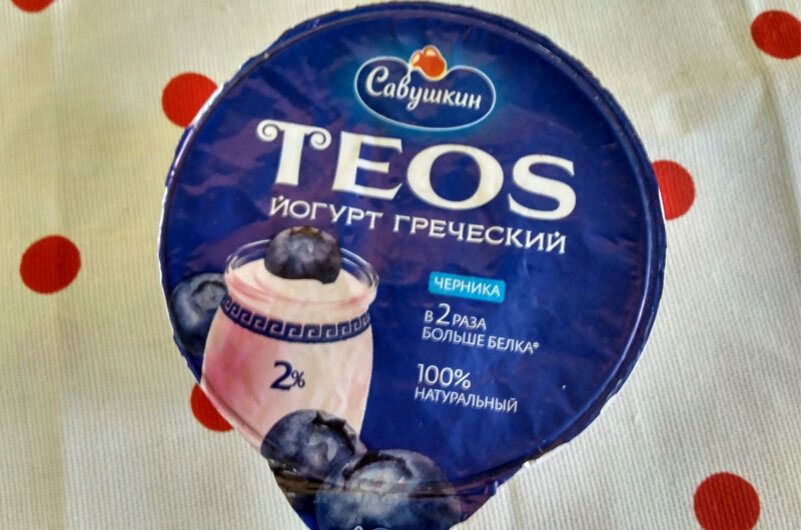 Савушкин
TEOS
ЙОГУРТ ГРЕЧЕСКИЙ
ЧЕРНИКА
В 2 РАЗА
БОЛЬШЕ БЕЛКА*
100%
НАТУРАЛЬНЫЙ
2%